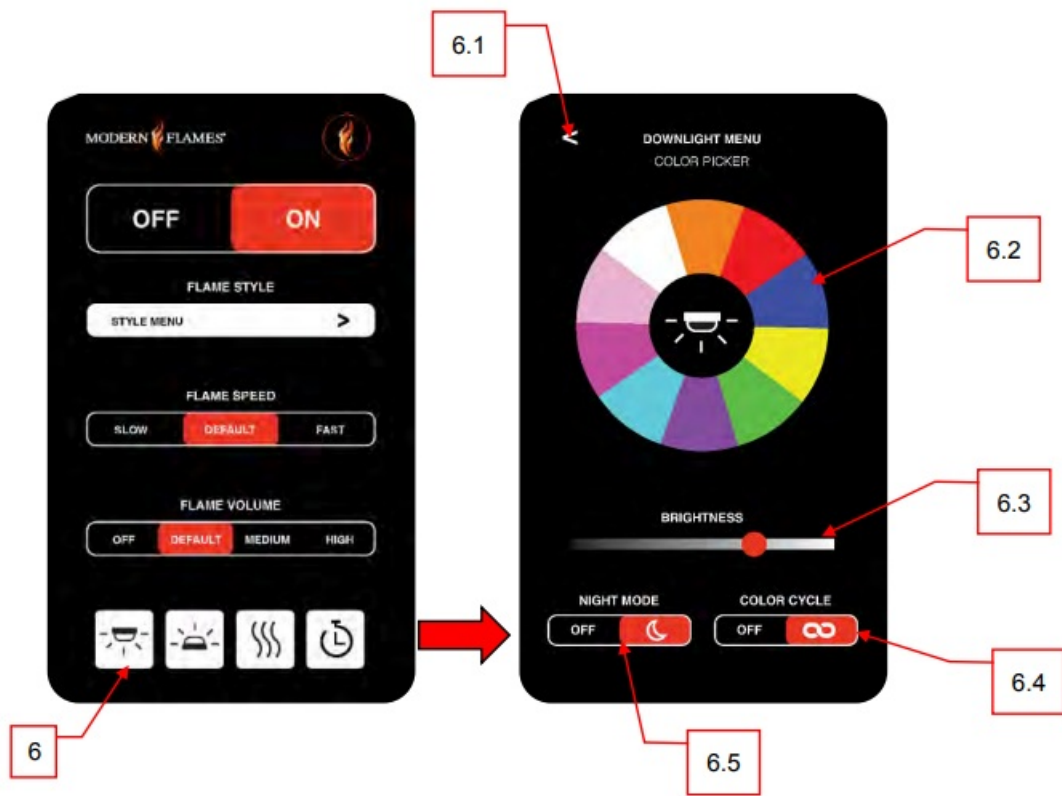 6.1
MODERN FLAMES®
OFF ON
FLAME STYLE
STYLE MENU >
FLAME SPEED
SLOW DEFAULT FAST
FLAME VOLUME
OFF DEFAULT MEDIUM HIGH
6
<
DOWNLIGHT MENU
COLOR PICKER
6.2
BRIGHTNESS
6.3
NIGHT MODE COLOR CYCLE
OFF OFF
6.4
6.5